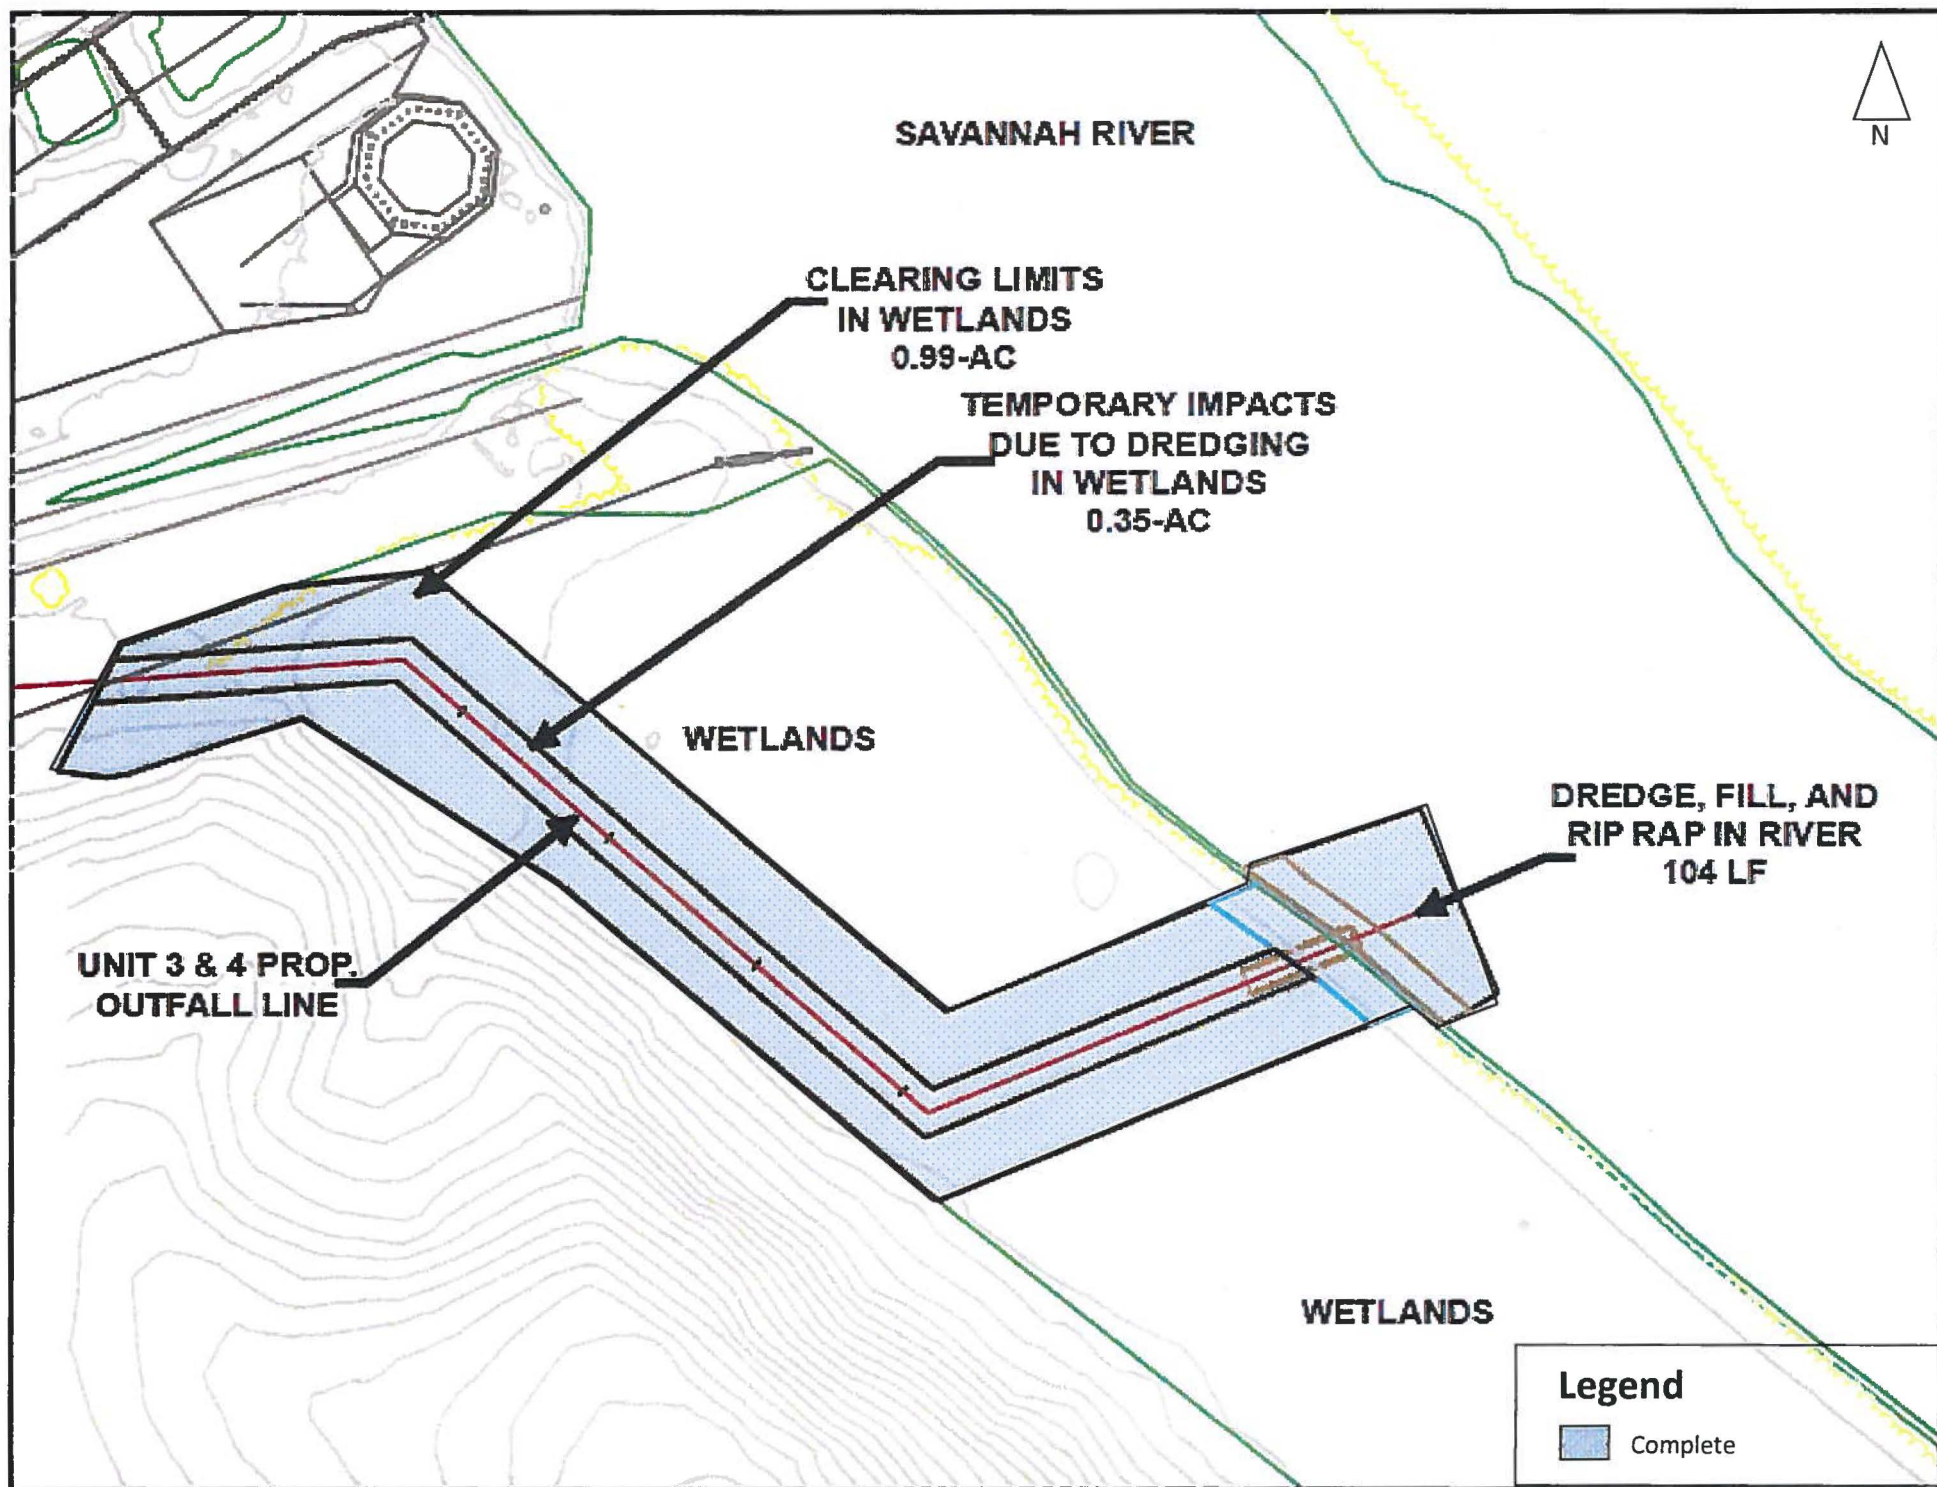 SAVANNAH RIVER
N
CLEARING LIMITS
IN WETLANDS
0.99-AC
TEMPORARY IMPACTS
DUE TO DREDGING
IN WETLANDS
0.35-AC
WETLANDS
DREDGE, FILL, AND
RIP RAP IN RIVER
104 LF
UNIT 3 & 4 PROP.
OUTFALL LINE
WETLANDS
Legend
Complete